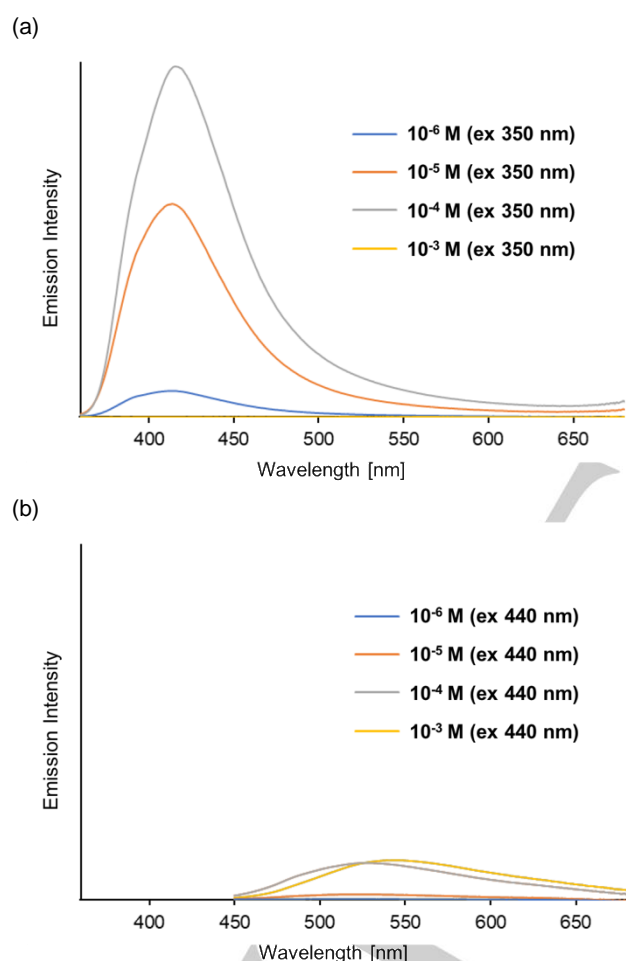 (a)
10⁻⁶ M (ex 350 nm)
10⁻⁵ M (ex 350 nm)
10⁻⁴ M (ex 350 nm)
10⁻³ M (ex 350 nm)
Emission Intensity
400 450 500 550 600 650
Wavelength [nm]
(b)
10⁻⁶ M (ex 440 nm)
10⁻⁵ M (ex 440 nm)
10⁻⁴ M (ex 440 nm)
10⁻³ M (ex 440 nm)
Emission Intensity
400 450 500 550 600 650
Wavelength [nm]